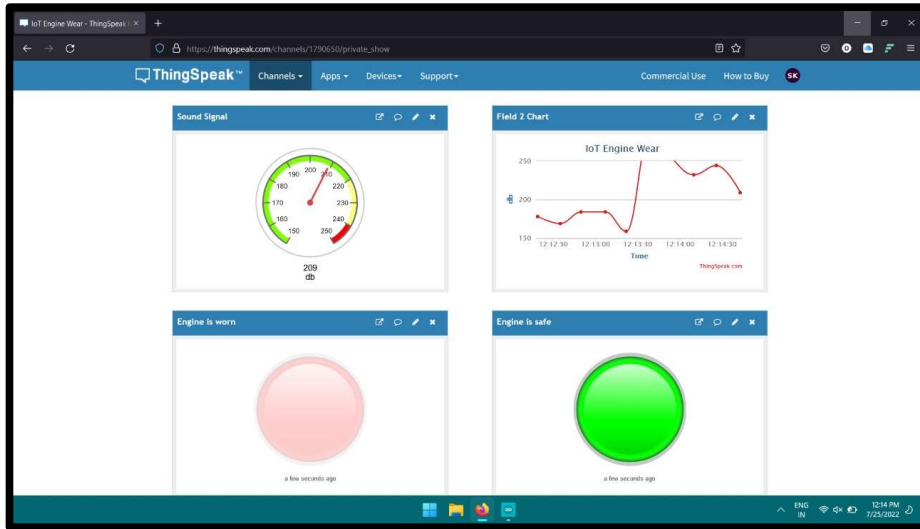 IoT Engine Wear - ThingSpeak I
https://thingspeak.com/channels/1790650/private_show
ThingSpeak™ Channels Apps Devices Support Commercial Use How to Buy SK
Sound Signal
190 200 210
180 220
170 230
160 240
150 250
209
db
Field 2 Chart
IoT Engine Wear
250
200
150
db
12:12:30 12:13:00 12:13:30 12:14:00 12:14:30
Time
ThingSpeak.com
Engine is worn
a few seconds ago
Engine is safe
a few seconds ago
ENG
IN
12:14 PM
7/25/2022